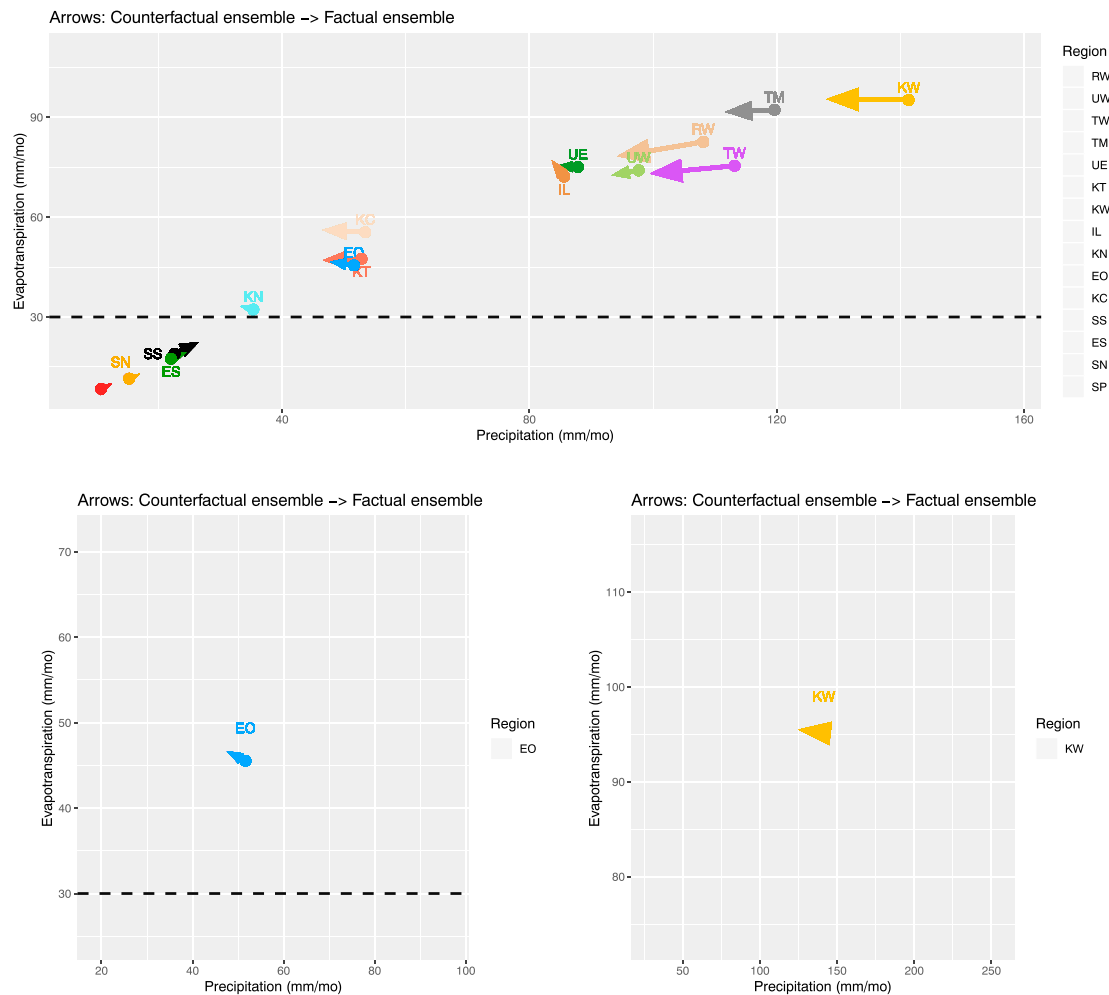 Arrows: Counterfactual ensemble −> Factual ensemble
Evapotranspiration (mm/mo)
90
60
30
KW
TM
RW
TW
UW
UE
IL
KC
EO
KT
KN
SS
SN
ES
40
80
120
160
Precipitation (mm/mo)
Region
RW
UW
TW
TM
UE
KT
KW
IL
KN
EO
KC
SS
ES
SN
SP
Arrows: Counterfactual ensemble −> Factual ensemble
Evapotranspiration (mm/mo)
70
60
50
40
30
EO
20
40
60
80
100
Precipitation (mm/mo)
Region
EO
Arrows: Counterfactual ensemble −> Factual ensemble
Evapotranspiration (mm/mo)
110
100
90
80
KW
50
100
150
200
250
Precipitation (mm/mo)
Region
KW